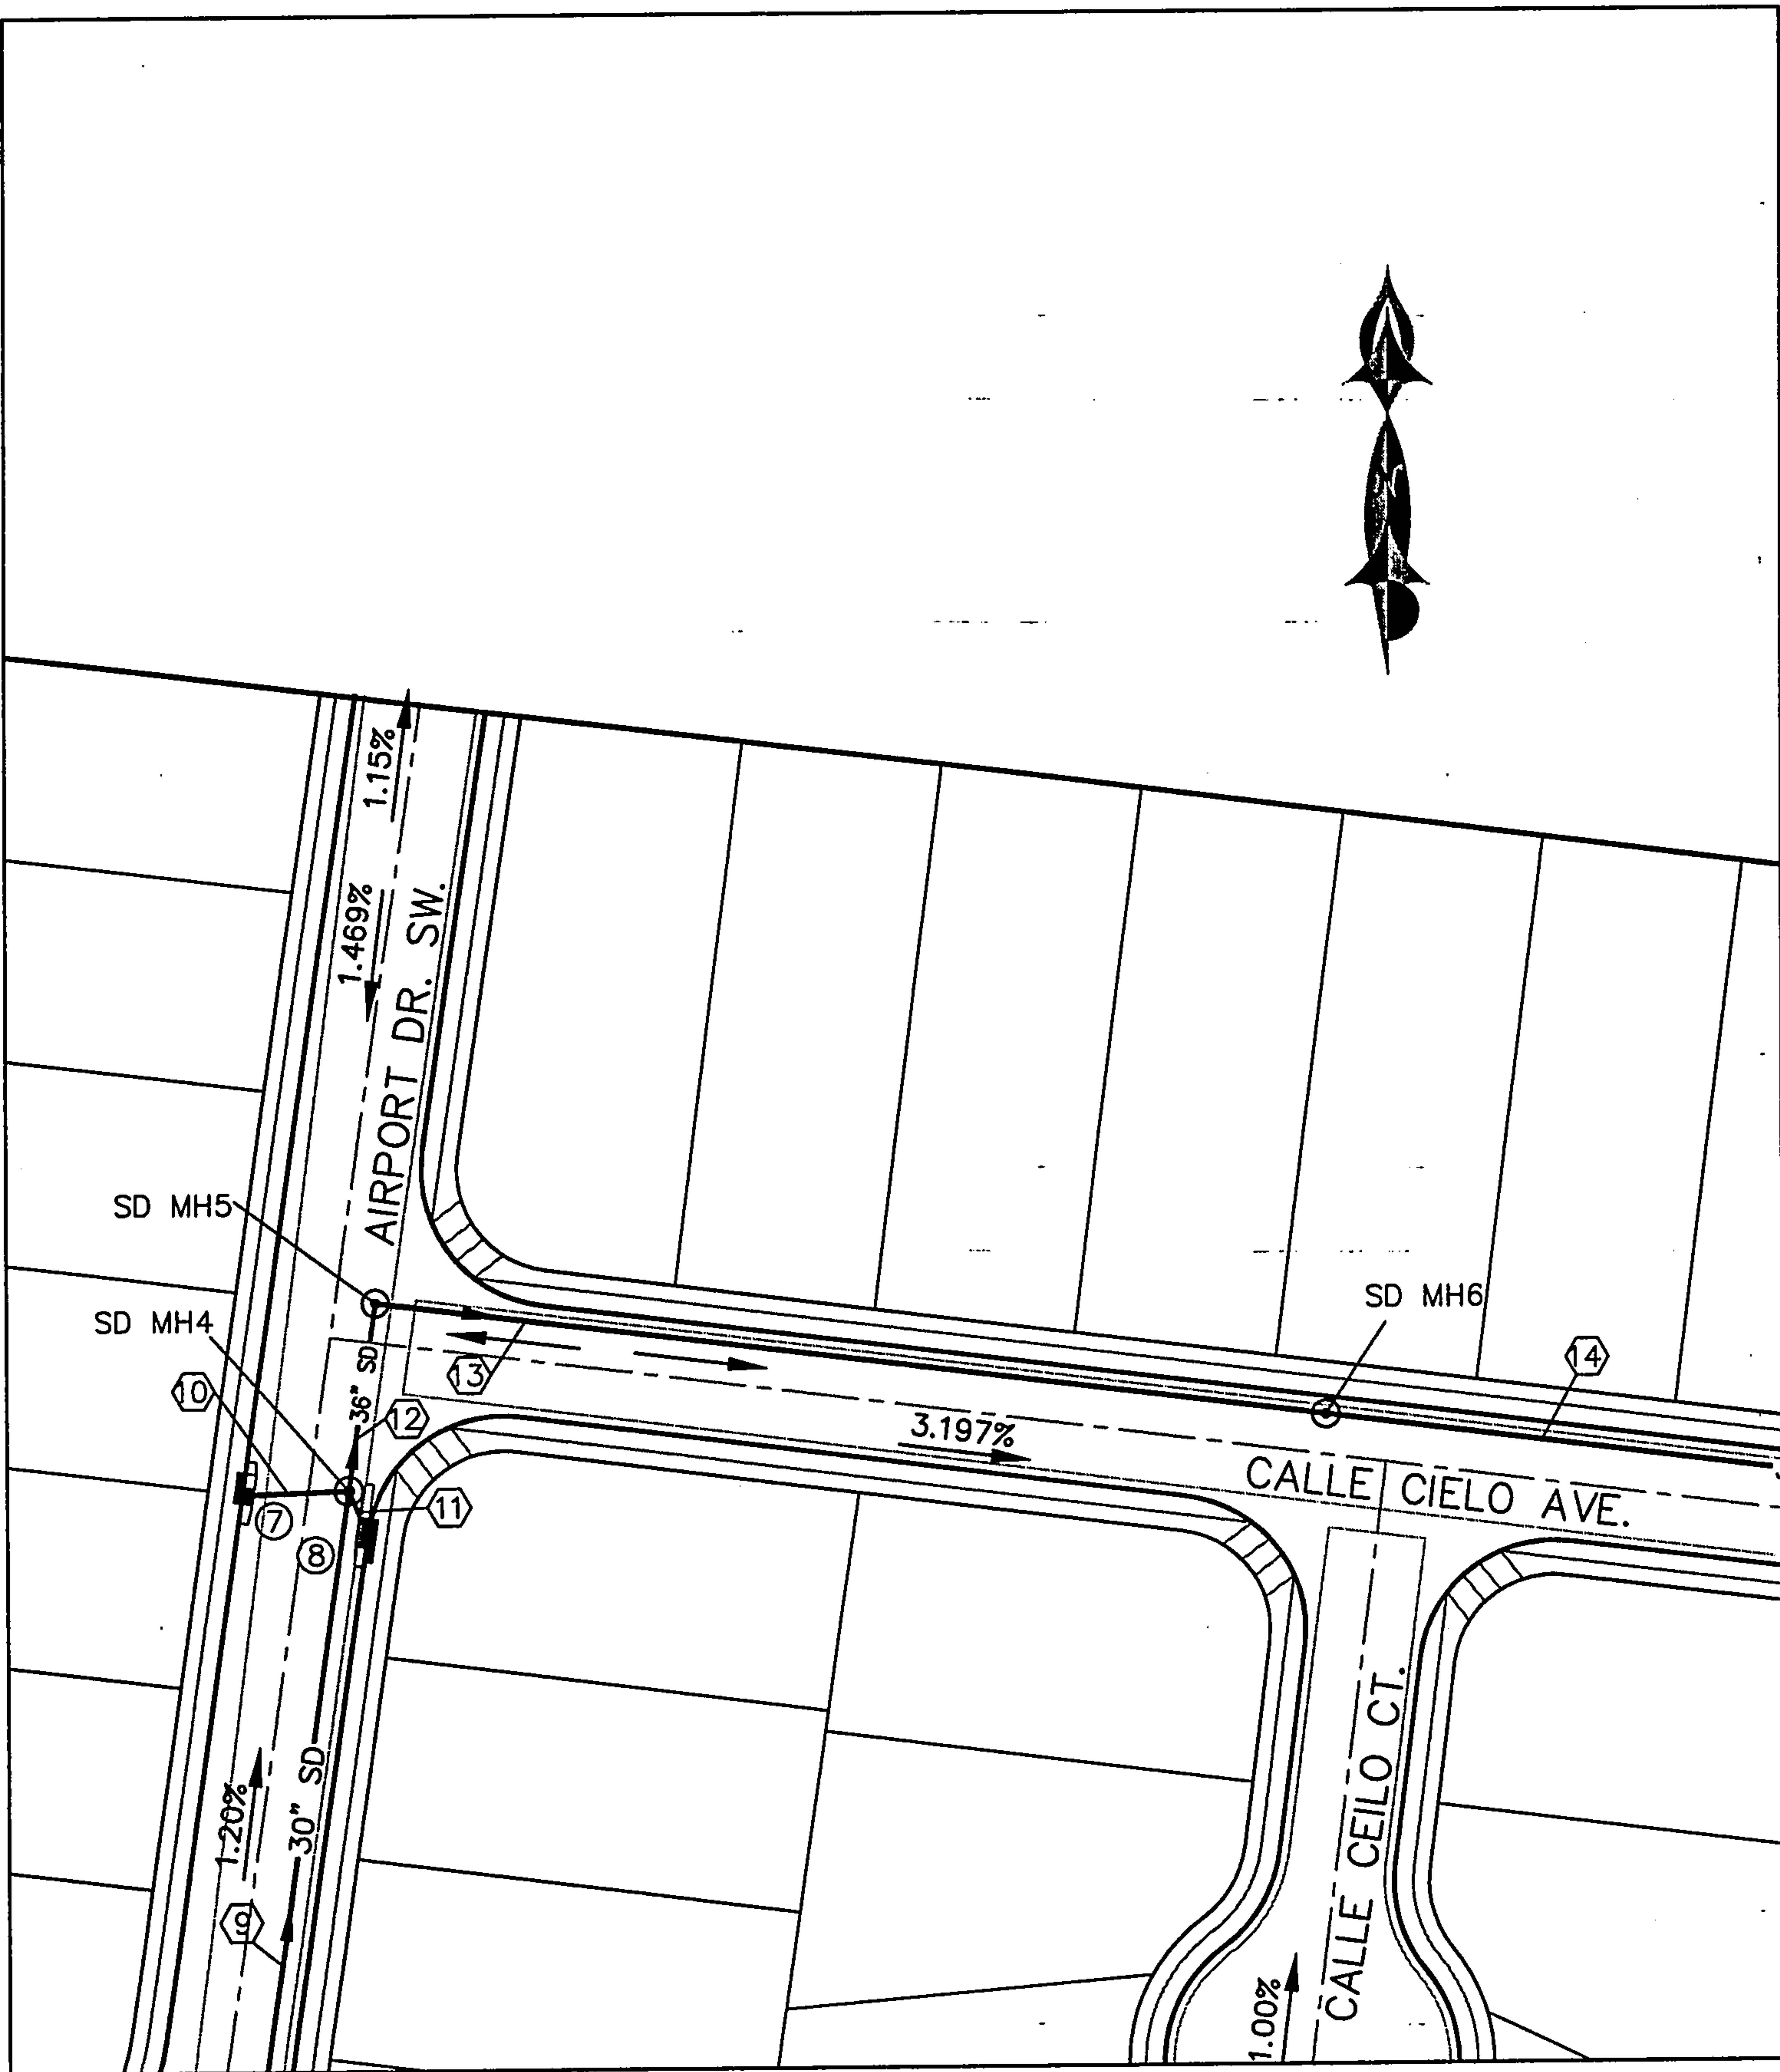 1.15%
1.469%
AIRPORT DR. SW.
SD MH5
SD MH4
SD MH6
36" SD
10
13
14
12
3.197%
CALLE CIELO AVE.
11
7
8
1.20%
30" SD
9
CALLE CEILO CT.
1.00%